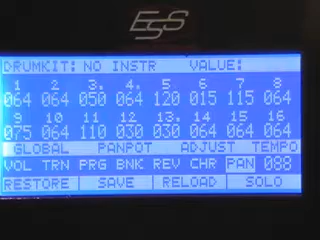 ESS
DRUMKIT: NO INSTR VALUE:
1 2 3. 4. 5 6 7 8
064 064 050 064 120 015 115 064
9 10 11 12 13. 14 15 16
075 064 110 030 030 064 064 064
GLOBAL PANPOT ADJUST TEMPO
VOL TRN PRG BNK REV CHR PAN 088
RESTORE SAVE RELOAD SOLO